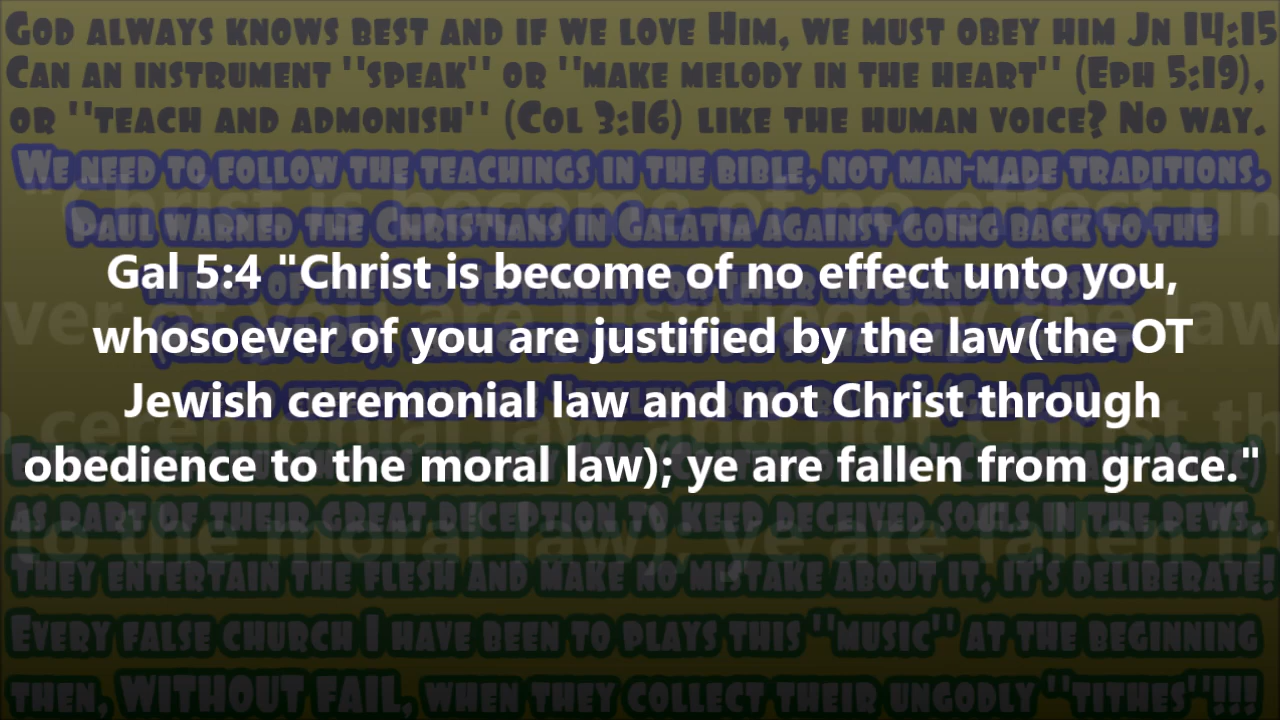 God always knows best and if we love Him, we must obey him Jn 14:15
Can an instrument ''speak'' or ''make melody in the heart'' (Eph 5:19),
or ''teach and admonish'' (Col 3:16) like the human voice? No way.
We need to follow the teachings in the Bible, not man-made traditions.
Paul warned the Christians in Galatia against going back to the
Gal 5:4 "Christ is become of no effect unto you,
whosoever of you are justified by the law(the OT
Jewish ceremonial law and not Christ through
obedience to the moral law); ye are fallen from grace."
as part of their great deception to keep deceived souls in the pews.
They entertain the flesh and make no mistake about it, it's deliberate!
Every false church I have been to plays this ''music'' at the beginning
then, WITHOUT FAIL, when they collect their ungodly ''tithes''!!!